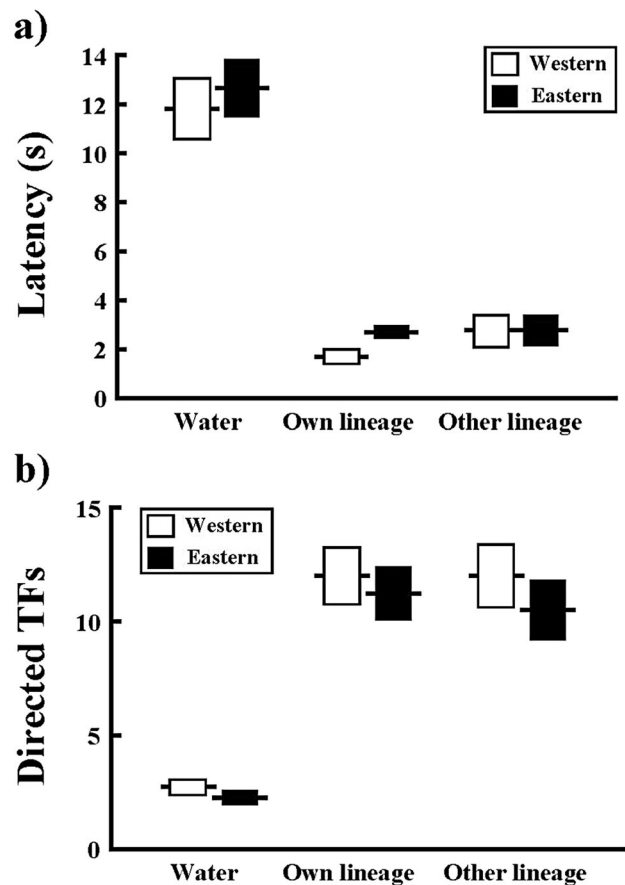 a)
Latency (s)
14
12
10
8
6
4
2
0
Western
Eastern
Water Own lineage Other lineage
b)
Directed TFs
15
10
5
0
Western
Eastern
Water Own lineage Other lineage